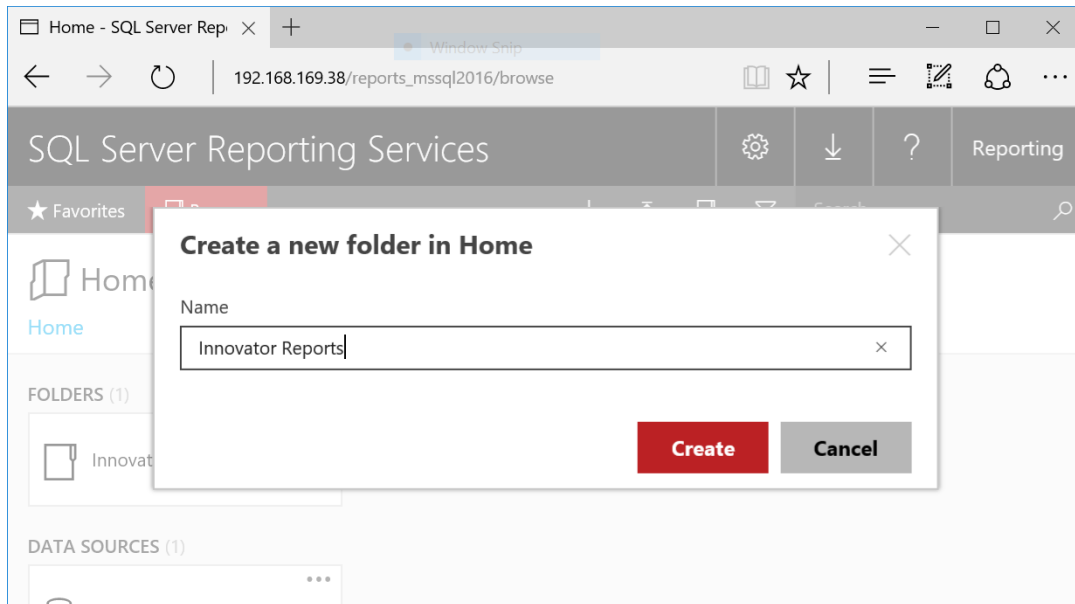 Home - SQL Server Rep
Window Snip
192.168.169.38/reports_mssql2016/browse
SQL Server Reporting Services
?
Reporting
Favorites
Search
Create a new folder in Home
Home
Name
Home
Innovator Reports
FOLDERS (1)
Create
Cancel
Innovat
DATA SOURCES (1)